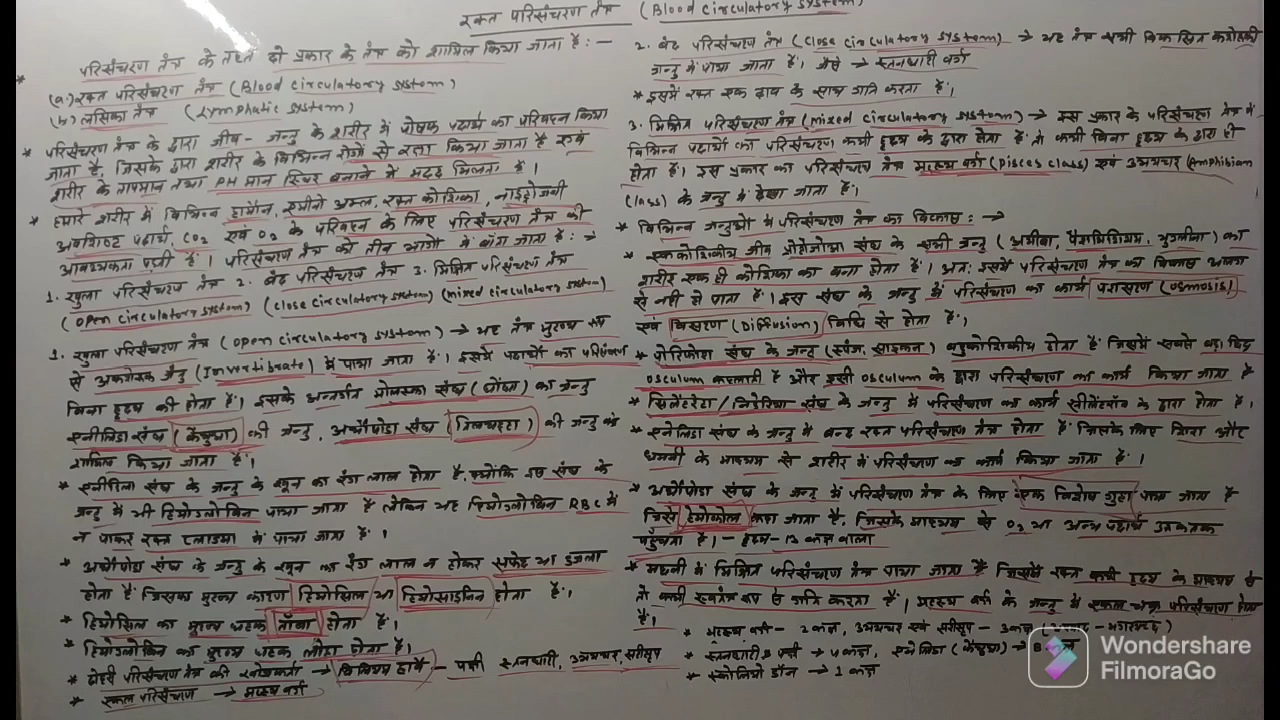 रक्त परिसंचरण तंत्र (Blood circulatory system)
* परिसंचरण तंत्र के तहत दो प्रकार के तंत्र को शामिल किया जाता है: —
(a) रक्त परिसंचरण तंत्र (Blood circulatory system)
(b) लसिका तंत्र (Lymphatic system)
* परिसंचरण तंत्र के द्वारा जीव - जन्तु के शरीर में पोषक पदार्थ का परिवहन किया
जाता है, जिसके द्वारा शरीर के विभिन्न रोगों से रक्षा किया जाता है एवं
शरीर के तापमान तथा PH मान स्थिर बनाने में मदद मिलता है।
* हमारे शरीर में विभिन्न हार्मोन, एमीनो अम्ल, रक्त कोशिका, नाइट्रोजनी
अवशिष्ट पदार्थ, CO2 एवं O2 के परिवहन के लिए परिसंचरण तंत्र की
आवश्यकता पड़ती है। परिसंचरण तंत्र को तीन भागों में बांटा जाता है: →
1. खुला परिसंचरण तंत्र 2. बंद परिसंचरण तंत्र 3. मिश्रित परिसंचरण तंत्र
(open circulatory system) (close circulatory system) (mixed circulatory system)
1. खुला परिसंचरण तंत्र (open circulatory system) → यह तंत्र मुख्य रूप
से अकशेरूक जंतु (Invertibrate) में पाया जाता है। इसमें पदार्थों का परिसंचरण
बिना हृदय की होता है। इसके अन्तर्गत मोलस्का संघ (घोंघा) का जन्तु
एनीलिडा संघ (केंचुआ) की जन्तु, आर्थ्रोपोडा संघ (तिलचट्टा) की जन्तु को
शामिल किया जाता है।
* एनीलिडा संघ के जन्तु के खून का रंग लाल होता है, क्योंकि इस संघ के
जन्तु में भी हिमोग्लोबिन पाया जाता है लेकिन यह हिमोग्लोबिन RBC में
न पाकर रक्त प्लाज्मा में पाया जाता है।
* आर्थ्रोपोडा संघ के जन्तु के खून का रंग लाल न होकर सफेद या उजला
होता है जिसका मुख्य कारण हिमोसिल या हिमोसाइनिन होता है।
* हिमोसिल का मुख्य घटक तांबा होता है।
* हिमोग्लोबिन का मुख्य घटक लोहा होता है।
* दोहरी परिसंचरण तंत्र की खोजकर्ता → विलियम हार्वे - पक्षी स्तनधारी, उभयचर, सरीसृप
* एकल परिसंचरण → मत्स्य वर्ग
2. बंद परिसंचरण तंत्र (close circulatory system) → यह तंत्र सभी विकसित कशेरूकी
जन्तु में पाया जाता है। जैसे → स्तनधारी वर्ग
* इसमें रक्त एक दाब के साथ गति करता है।
3. मिश्रित परिसंचरण तंत्र (mixed circulatory system) → इस प्रकार के परिसंचरण तंत्र में
विभिन्न पदार्थों का परिसंचरण कभी हृदय के द्वारा होता है तो कभी बिना हृदय के द्वारा ही
होता है। इस प्रकार का परिसंचरण तंत्र मत्स्य वर्ग (Pisces class) एवं उभयचर (Amphibian
class) के जन्तु में देखा जाता है।
* विभिन्न जन्तुओं में परिसंचरण तंत्र का विकास: →
* एककोशिकीय जीव प्रोटोजोआ संघ के सभी जन्तु (अमीबा, पैरामिशियम, युग्लीना) का
शरीर एक ही कोशिका का बना होता है। अतः उसमें परिसंचरण तंत्र का विकास
से नहीं हो पाता है। इस संघ के जन्तु में परिसंचरण का कार्य परासरण (osmosis)
एवं विसरण (Diffusion) विधि से होता है।
* पोरिफेरा संघ के जन्तु (स्पंज, साइकन) बहुकोशिकीय होता है जिसमें सबसे बड़ा छिद्र
osculum कहलाती है और इसी osculum के द्वारा परिसंचरण का कार्य किया जाता है
* सिलेंटरेटा/निडेरिया संघ के जन्तु में परिसंचरण का कार्य सीलेंटरॉन के द्वारा होता है।
* एनेलिडा संघ के जन्तु में बन्द रक्त परिसंचरण तंत्र होता है जिसके लिए शिरा और
धमनी के माध्यम से शरीर में परिसंचरण का कार्य किया जाता है।
* आर्थ्रोपोडा संघ के जन्तु में परिसंचरण तंत्र के लिए एक विशेष गुहा पाया जाता है
जिसे हिमोकोल कहा जाता है, जिसके माध्यम से O2 या अन्य पदार्थ उतकतक
पहुँचता है। - हृदय - 13 कक्ष वाला
* मछली में मिश्रित परिसंचरण तंत्र पाया जाता है जिसमें रक्त कभी हृदय के माध्यम से
तो कभी स्वतंत्र रूप से गति करता है। मत्स्य वर्ग के जन्तु में एकल चक्र परिसंचरण होता
है।
* मत्स्य वर्ग - 2 कक्ष, उभयचर एवं सरीसृप - 3 कक्ष
* स्तनधारी व पक्षी → 4 कक्ष, एनेलिडा (केंचुआ) → 8 कक्ष
* स्कोलियोडॉन → 2 कक्ष
Wondershare
FilmoraGo